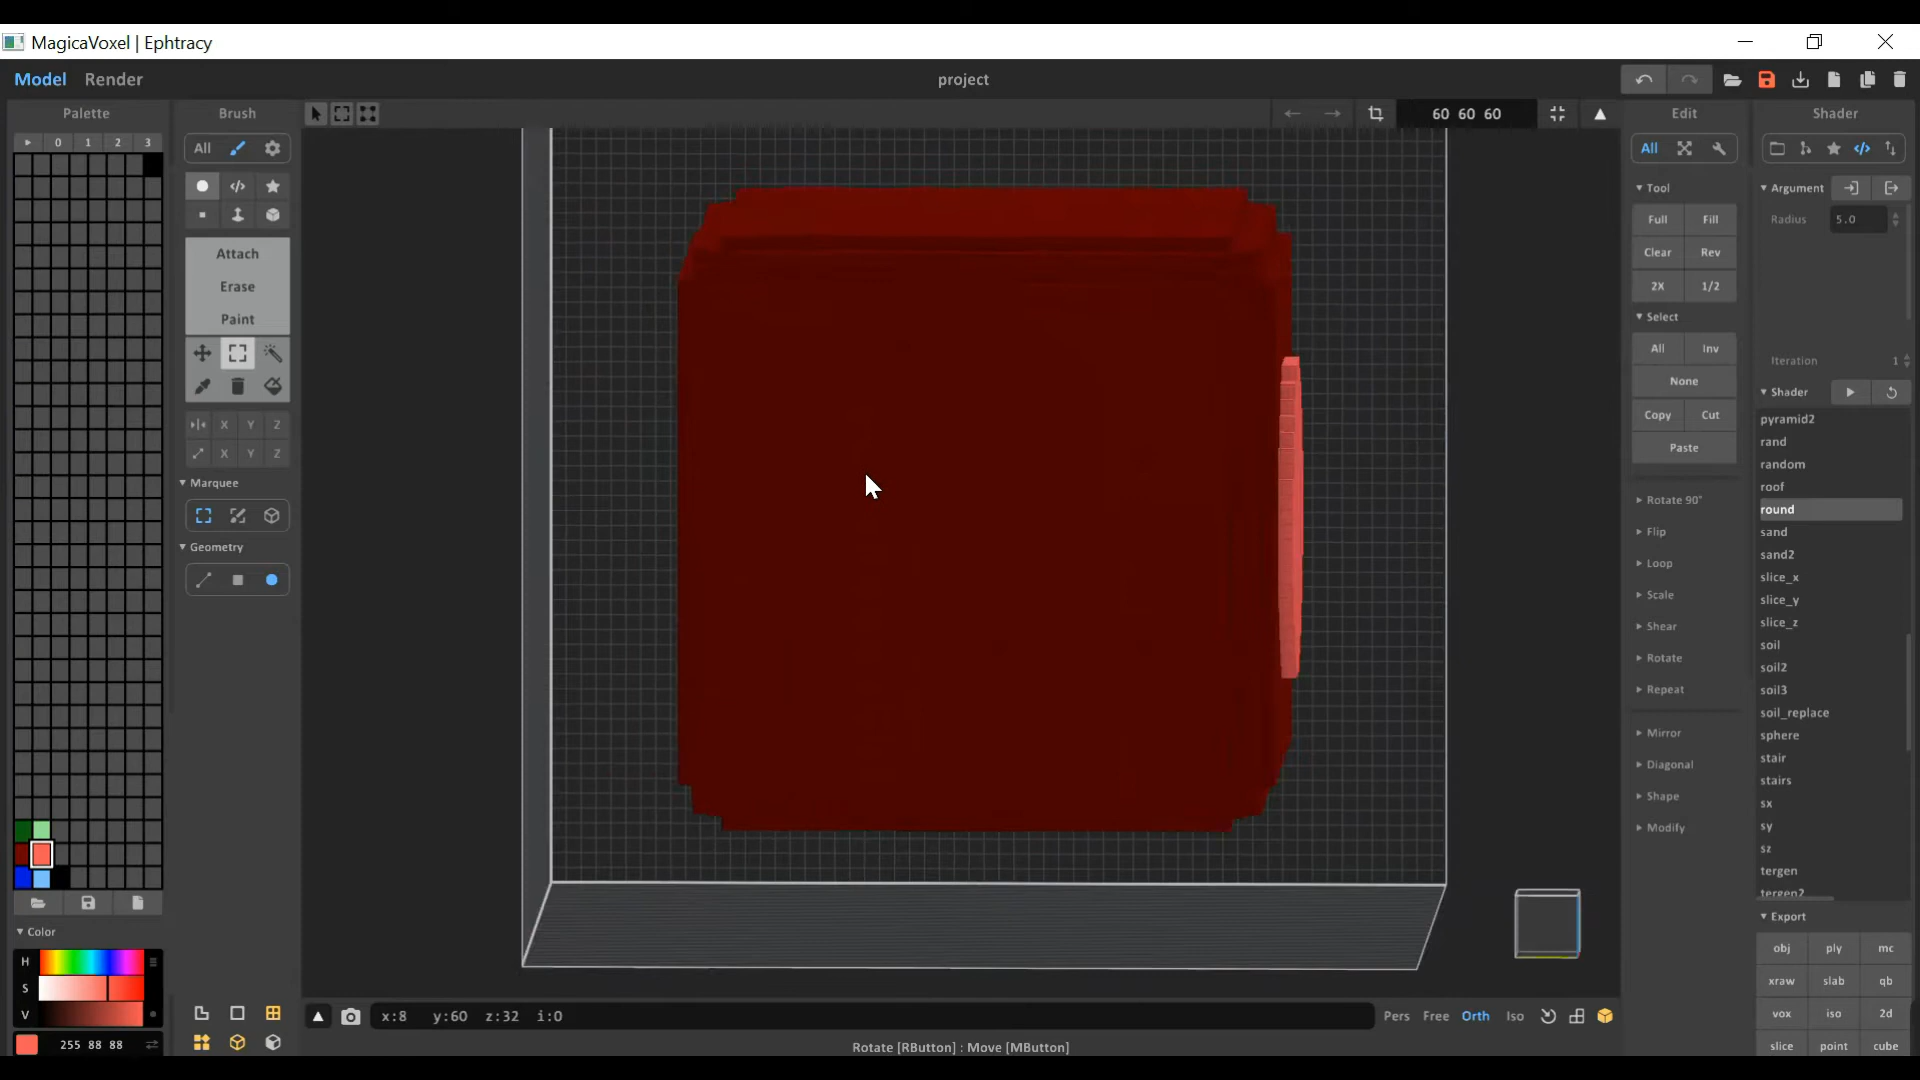 MagicaVoxel | Ephtracy
Model Render
project
Palette
0 1 2 3
Color
H
S
V
255 88 88
Brush
All
Attach
Erase
Paint
X Y Z
X Y Z
Marquee
Geometry
60 60 60
x:8 y:60 z:32 i:0
Pers Free Orth Iso
Rotate [RButton] : Move [MButton]
Edit
All
Tool
Full Fill
Clear Rev
2X 1/2
Select
All Inv
None
Copy Cut
Paste
Rotate 90°
Flip
Loop
Scale
Shear
Rotate
Repeat
Mirror
Diagonal
Shape
Modify
Shader
Argument
Radius 5.0
Iteration 1
Shader
pyramid2
rand
random
roof
round
sand
sand2
slice_x
slice_y
slice_z
soil
soil2
soil3
soil_replace
sphere
stair
stairs
sx
sy
sz
tergen
tergen2
Export
obj ply mc
xraw slab qb
vox iso 2d
slice point cube